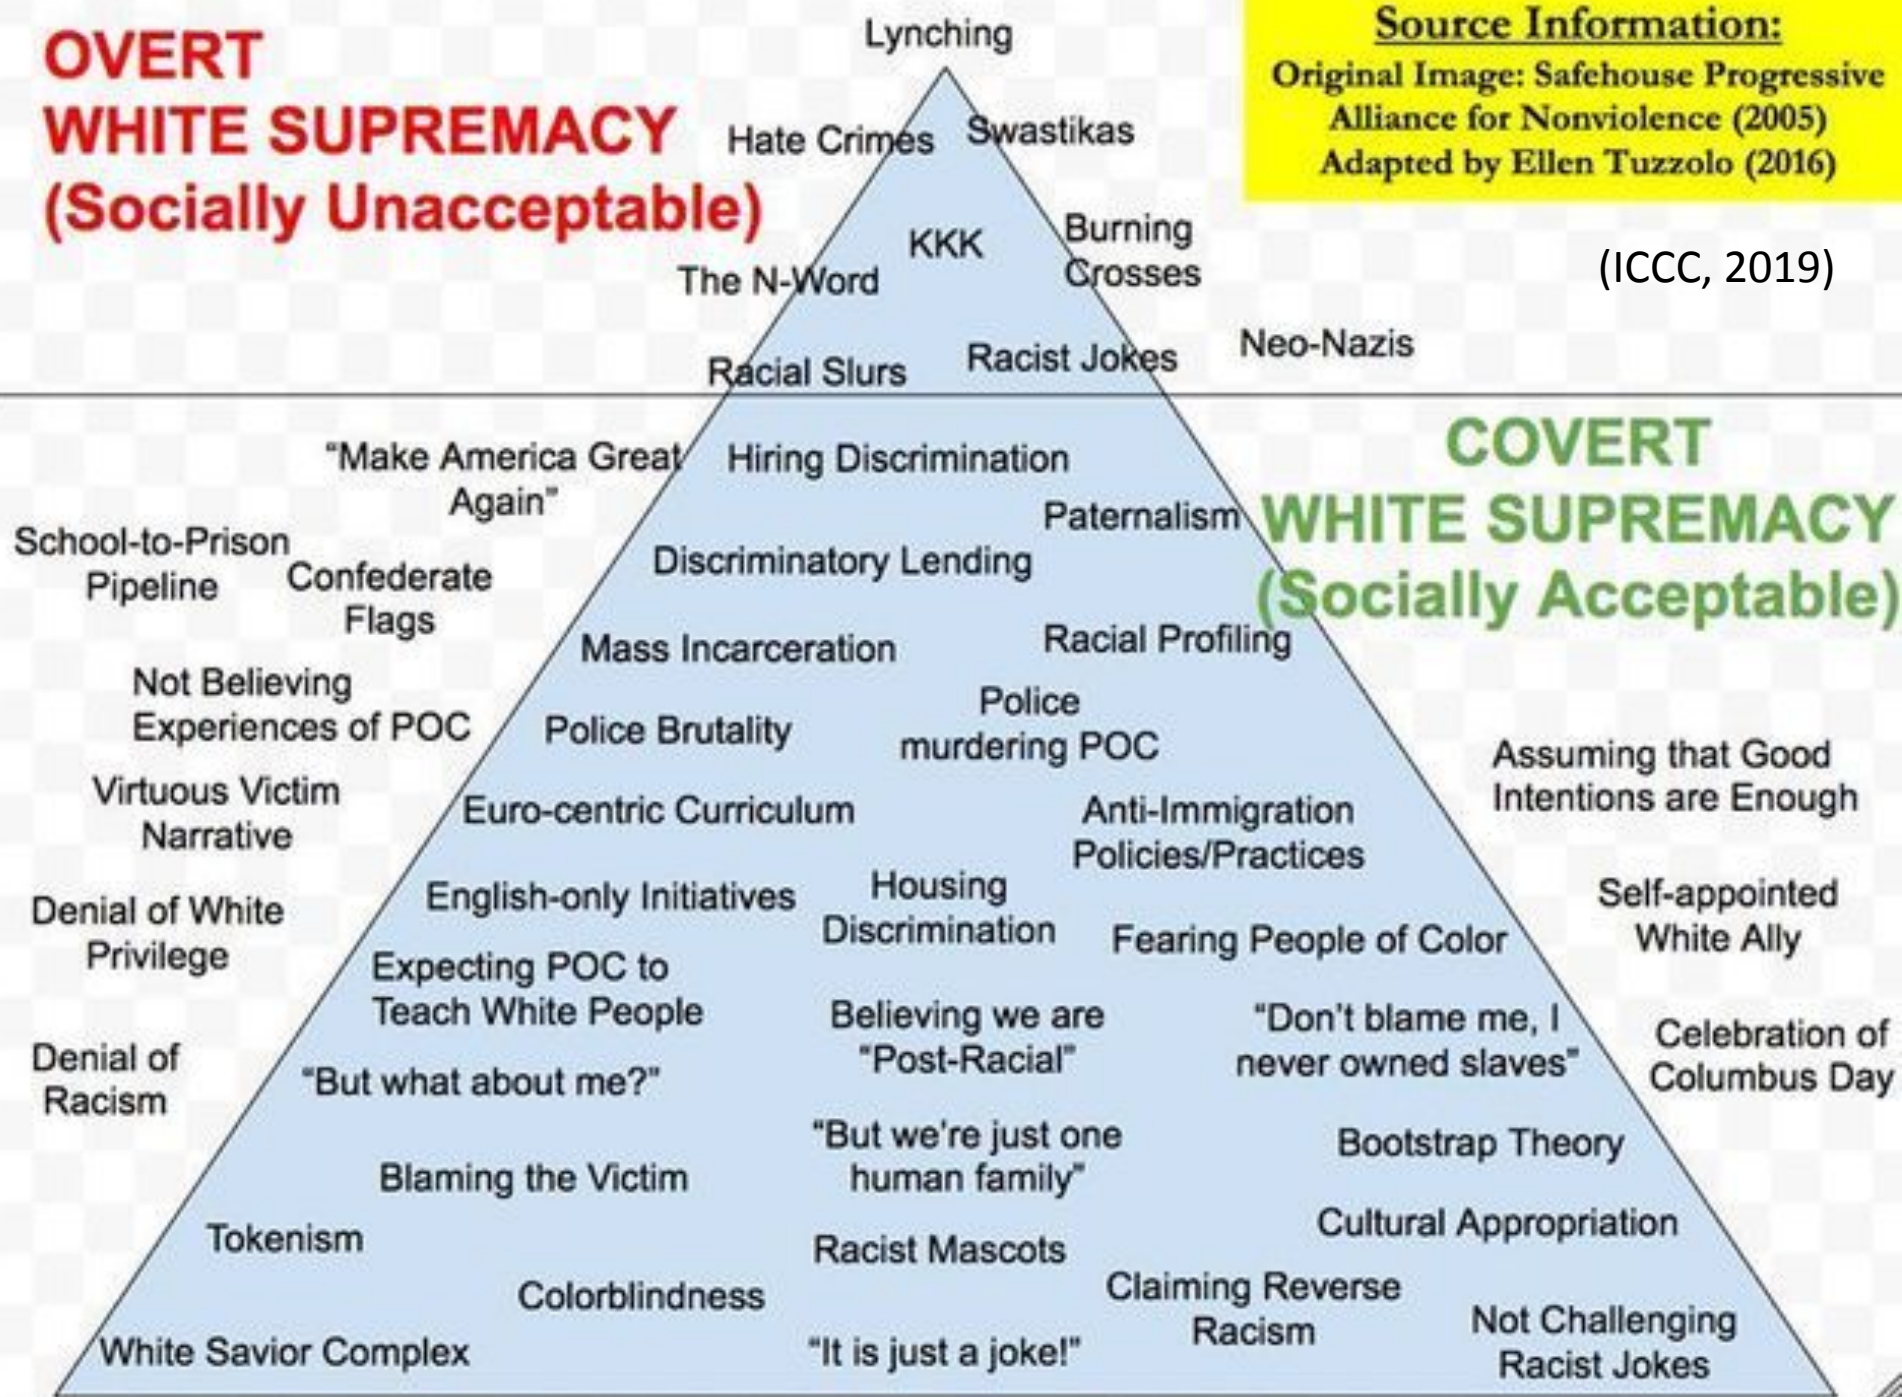 OVERT
WHITE SUPREMACY
(Socially Unacceptable)
Lynching
Source Information:
Original Image: Safehouse Progressive
Alliance for Nonviolence (2005)
Adapted by Ellen Tuzzolo (2016)
(ICCC, 2019)
Hate Crimes
Swastikas
KKK
Burning
Crosses
The N-Word
Neo-Nazis
Racial Slurs
Racist Jokes
COVERT
WHITE SUPREMACY
(Socially Acceptable)
“Make America Great
Again”
Hiring Discrimination
Paternalism
School-to-Prison
Pipeline
Confederate
Flags
Discriminatory Lending
Mass Incarceration
Racial Profiling
Not Believing
Experiences of POC
Police Brutality
Police
murdering POC
Assuming that Good
Intentions are Enough
Virtuous Victim
Narrative
Euro-centric Curriculum
Anti-Immigration
Policies/Practices
Denial of White
Privilege
English-only Initiatives
Housing
Discrimination
Fearing People of Color
Self-appointed
White Ally
Expecting POC to
Teach White People
Believing we are
“Post-Racial”
“Don’t blame me, I
never owned slaves”
Celebration of
Columbus Day
Denial of
Racism
“But what about me?”
“But we’re just one
human family”
Bootstrap Theory
Blaming the Victim
Tokenism
Racist Mascots
Cultural Appropriation
Colorblindness
Claiming Reverse
Racism
Not Challenging
Racist Jokes
White Savior Complex
“It is just a joke!”